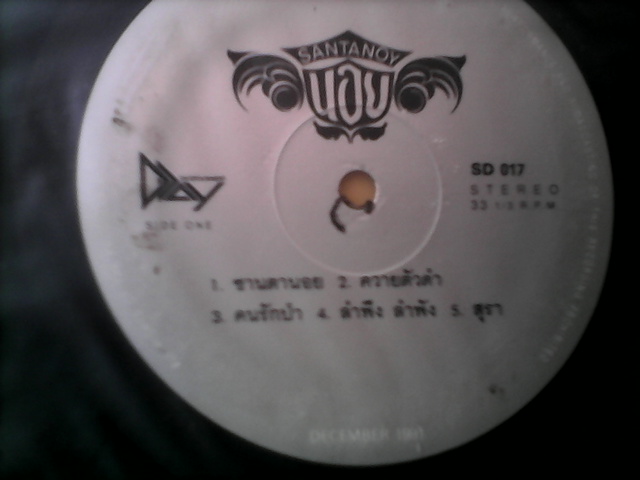 SANTANOY
นอย
SD 017
STEREO
33 1/3 R.P.M.
SIDE ONE
1. ซานตานอย 2. ควายตัวดำ
3. คนรักป่า 4. ลำพึง ลำพัง 5. สุรา
DECEMBER